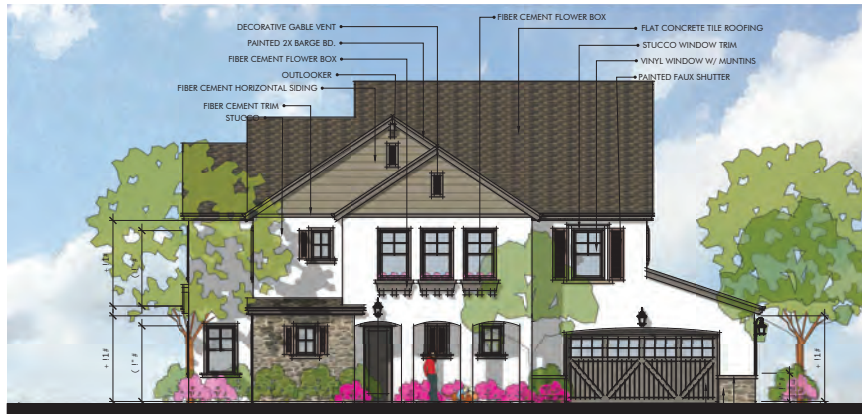 FIBER CEMENT FLOWER BOX
DECORATIVE GABLE VENT
FLAT CONCRETE TILE ROOFING
PAINTED 2X BARGE BD.
STUCCO WINDOW TRIM
FIBER CEMENT FLOWER BOX
VINYL WINDOW W/ MUNTINS
OUTLOOKER
PAINTED FAUX SHUTTER
FIBER CEMENT HORIZONTAL SIDING
FIBER CEMENT TRIM
STUCCO